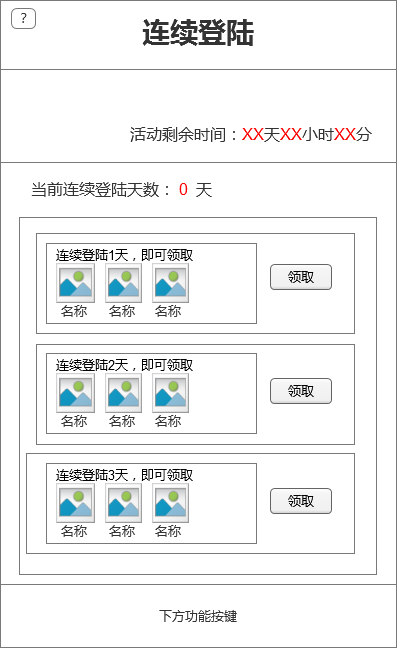 ?
连续登陆
活动剩余时间：XX天XX小时XX分
当前连续登陆天数： 0 天
连续登陆1天，即可领取
领取
名称 名称 名称
连续登陆2天，即可领取
领取
名称 名称 名称
连续登陆3天，即可领取
领取
名称 名称 名称
下方功能按键